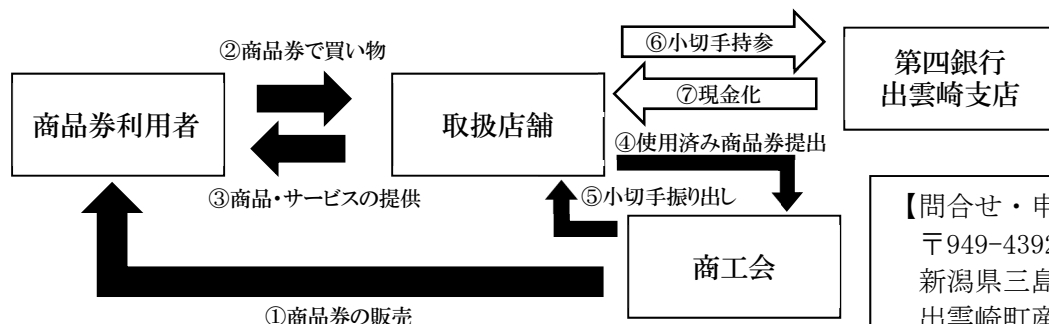 ②商品券で買い物
⑥小切手持参
第四銀行
出雲崎支店
商品券利用者
取扱店舗
⑦現金化
④使用済み商品券提出
③商品・サービスの提供
⑤小切手振り出し
商工会
①商品券の販売
【問合せ・申
〒949-4392
新潟県三島
出雲崎町産